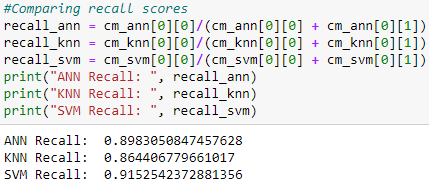 #Comparing recall scores
recall_ann = cm_ann[0][0]/(cm_ann[0][0] + cm_ann[0][1])
recall_knn = cm_knn[0][0]/(cm_knn[0][0] + cm_knn[0][1])
recall_svm = cm_svm[0][0]/(cm_svm[0][0] + cm_svm[0][1])
print("ANN Recall: ", recall_ann)
print("KNN Recall: ", recall_knn)
print("SVM Recall: ", recall_svm)
ANN Recall:  0.8983050847457628
KNN Recall:  0.864406779661017
SVM Recall:  0.9152542372881356